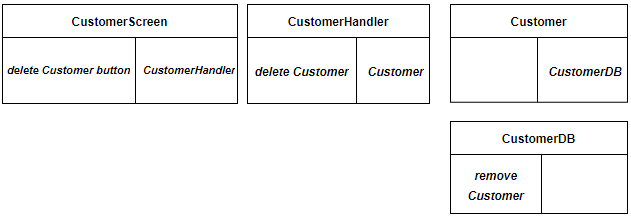 CustomerScreen
delete Customer button
CustomerHandler
CustomerHandler
delete Customer
Customer
Customer
CustomerDB
CustomerDB
remove
Customer